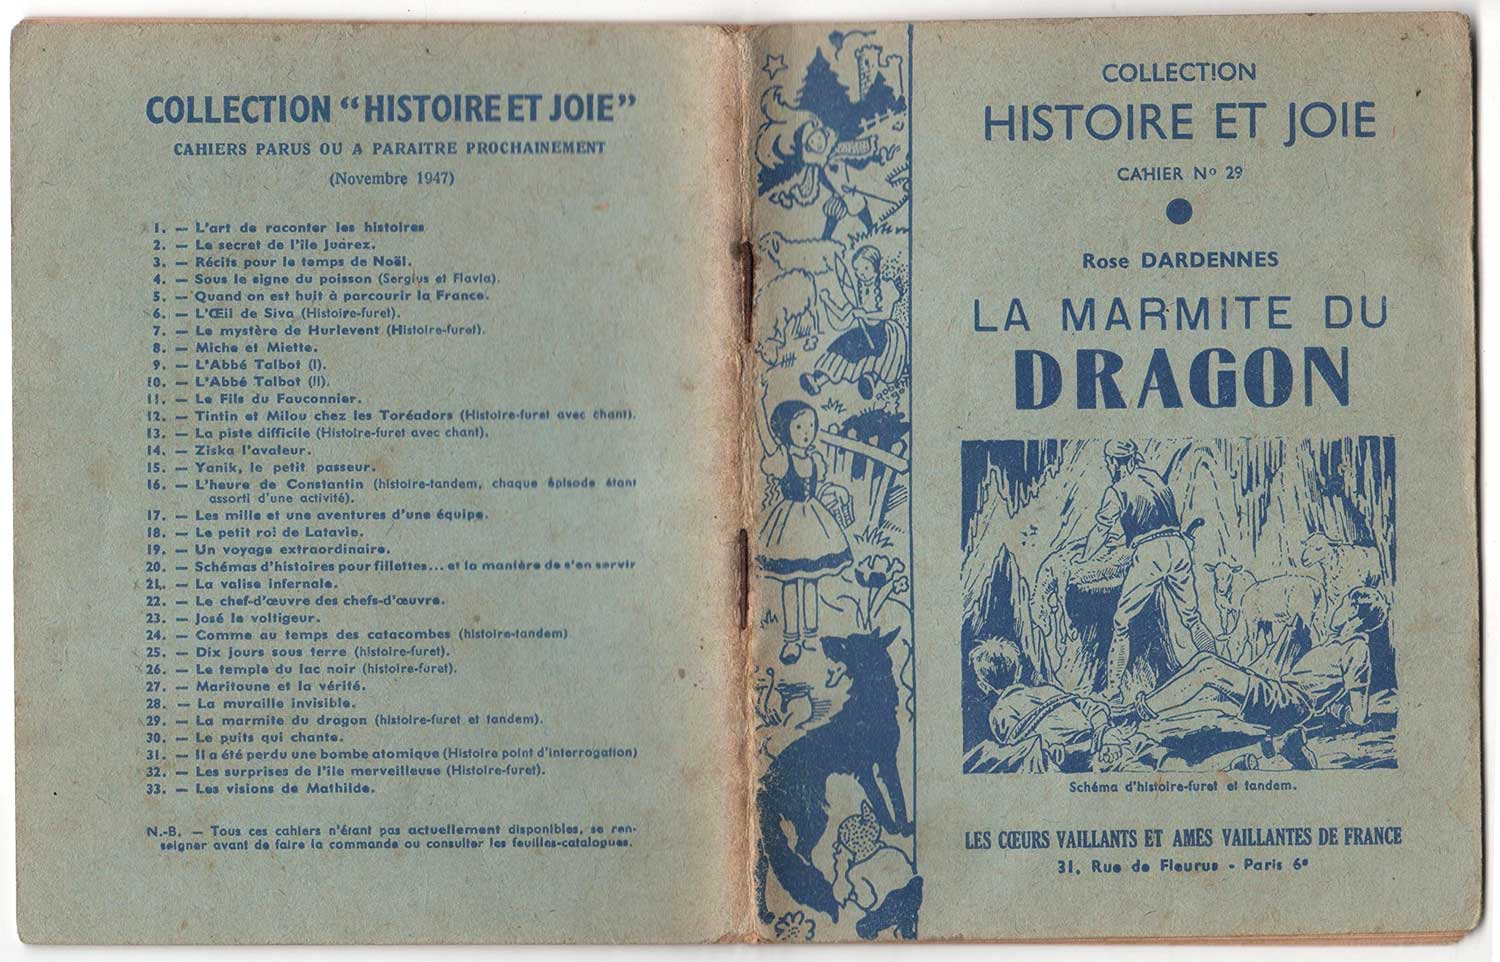 COLLECTION "HISTOIRE ET JOIE"
CAHIERS PARUS OU A PARAITRE PROCHAINEMENT
(Novembre 1947)
1. — L'art de raconter les histoires
2. — Le secret de l'île Juarez.
3. — Récits pour le temps de Noël.
4. — Sous le signe du poisson (Sergius et Flavia).
5. — Quand on est huit à parcourir la France.
6. — L'Œil de Siva (Histoire-furet).
7. — Le mystère de Hurlevent (Histoire-furet).
8. — Miche et Miette.
9. — L'Abbé Talbot (I).
10. — L'Abbé Talbot (II).
11. — Le Fils du Fauconnier.
12. — Tintin et Milou chez les Toréadors (Histoire-furet avec chant).
13. — La piste difficile (Histoire-furet avec chant).
14. — Ziska l'avaleur.
15. — Yanik, le petit passeur.
16. — L'heure de Constantin (histoire-tandem, chaque épisode étant
assorti d'une activité).
17. — Les mille et une aventures d'une équipe.
18. — Le petit roi de Latavie.
19. — Un voyage extraordinaire.
20. — Schémas d'histoires pour fillettes... et la manière de s'en servir
21. — La valise infernale.
22. — Le chef-d'œuvre des chefs-d'œuvre.
23. — José le voltigeur.
24. — Comme au temps des catacombes (histoire-tandem)
25. — Dix jours sous terre (histoire-furet).
26. — Le temple du lac noir (histoire-furet).
27. — Maritoune et la vérité.
28. — La muraille invisible.
29. — La marmite du dragon (histoire-furet et tandem).
30. — Le puits qui chante.
31. — Il a été perdu une bombe atomique (Histoire point d'interrogation)
32. — Les surprises de l'île merveilleuse (Histoire-furet).
33. — Les visions de Mathilde.
N.-B. — Tous ces cahiers n'étant pas actuellement disponibles, se ren-
seigner avant de faire la commande ou consulter les feuilles-catalogues.
COLLECTION
HISTOIRE ET JOIE
CAHIER Nº 29
Rose DARDENNES
LA MARMITE DU
DRAGON
Schéma d'histoire-furet et tandem.
LES CŒURS VAILLANTS ET AMES VAILLANTES DE FRANCE
31, Rue de Fleurus - Paris 6e